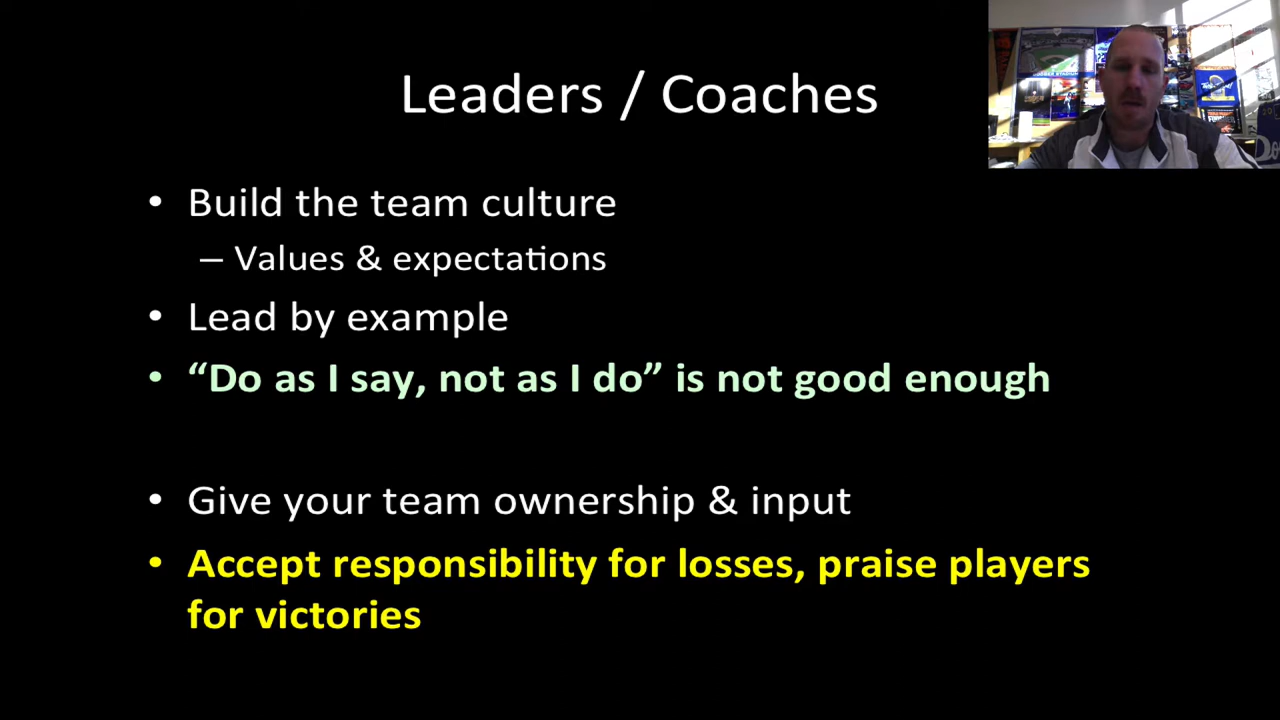 Leaders / Coaches
• Build the team culture
– Values & expectations
• Lead by example
• “Do as I say, not as I do” is not good enough
• Give your team ownership & input
• Accept responsibility for losses, praise players
for victories